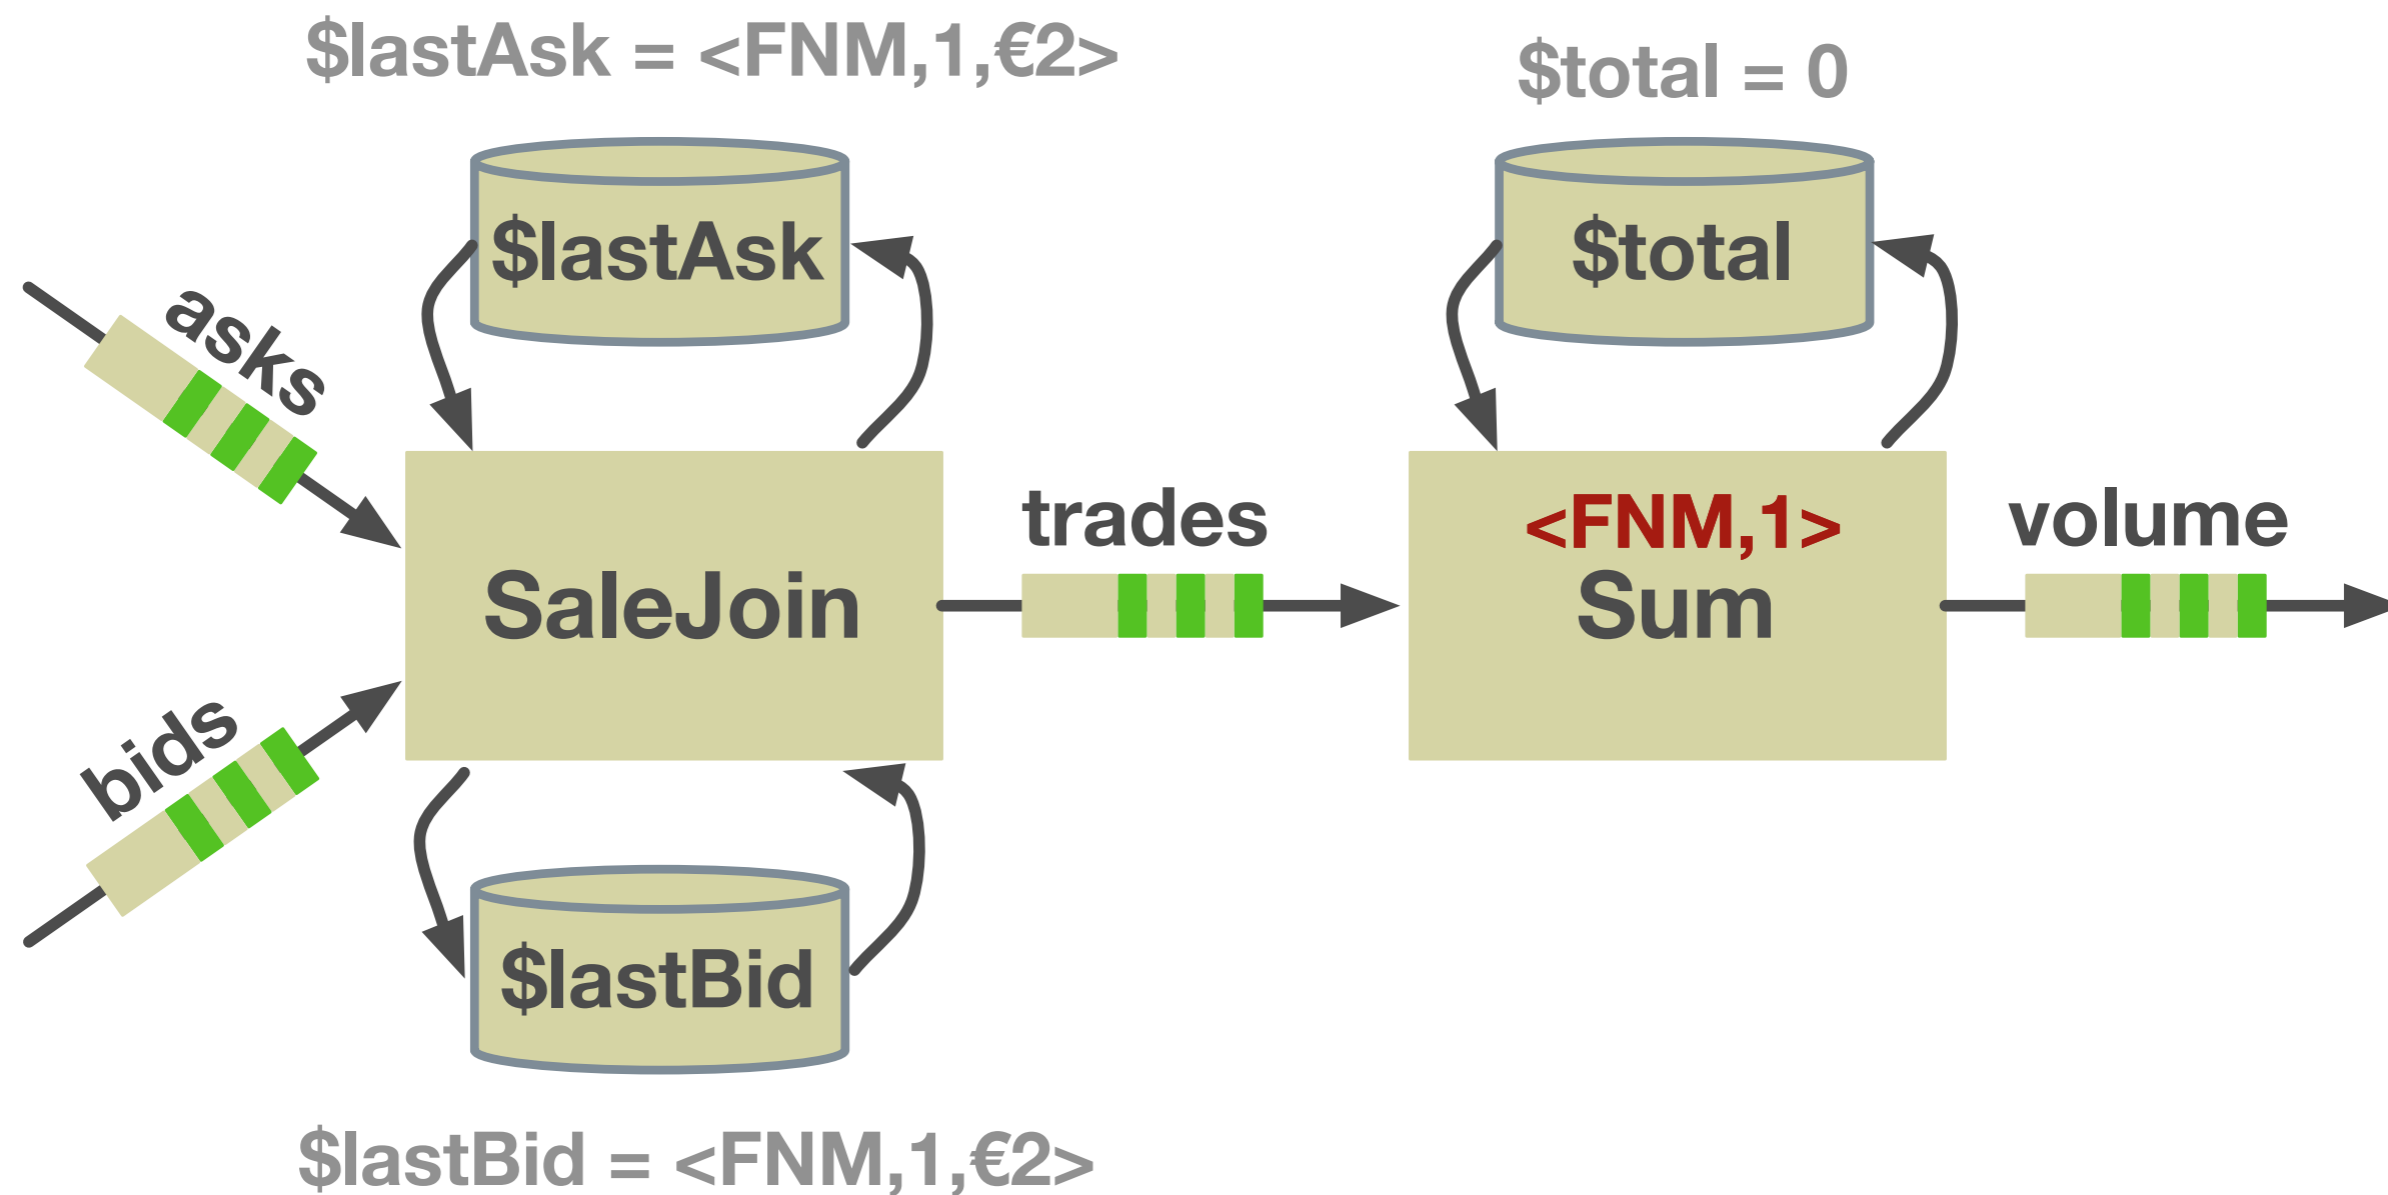 $lastAsk = <FNM,1,€2>
$total = 0
$lastAsk
$total
asks
<FNM,1>
trades
volume
SaleJoin
Sum
bids
$lastBid
$lastBid = <FNM,1,€2>